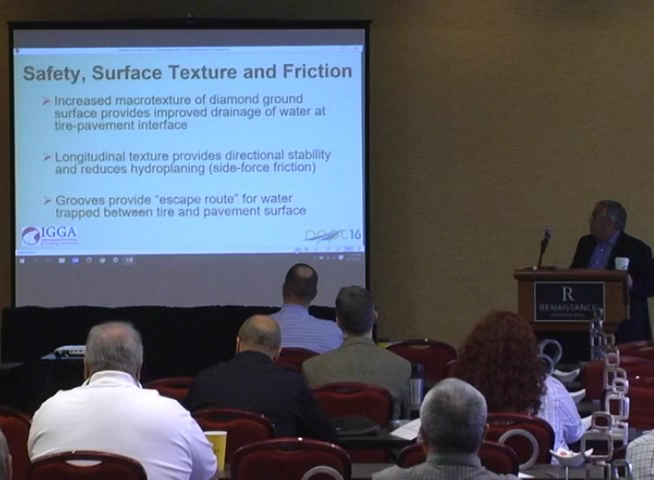 Safety, Surface Texture and Friction
➢ Increased macrotexture of diamond ground
surface provides improved drainage of water at
tire-pavement interface
➢ Longitudinal texture provides directional stability
and reduces hydroplaning (side-force friction)
➢ Grooves provide “escape route” for water
trapped between tire and pavement surface
IGGA
16
R
RENAISSANCE